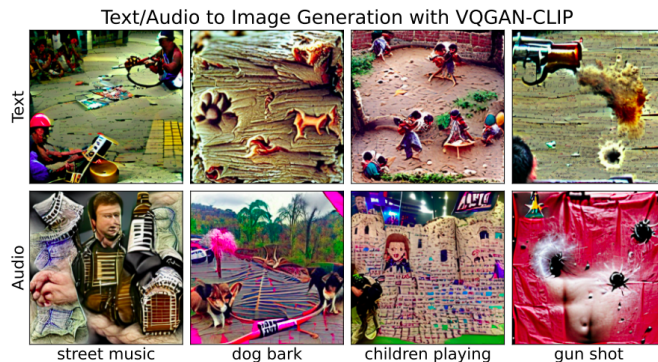 Text/Audio to Image Generation with VQGAN-CLIP
Text
Audio
street music
dog bark
children playing
gun shot